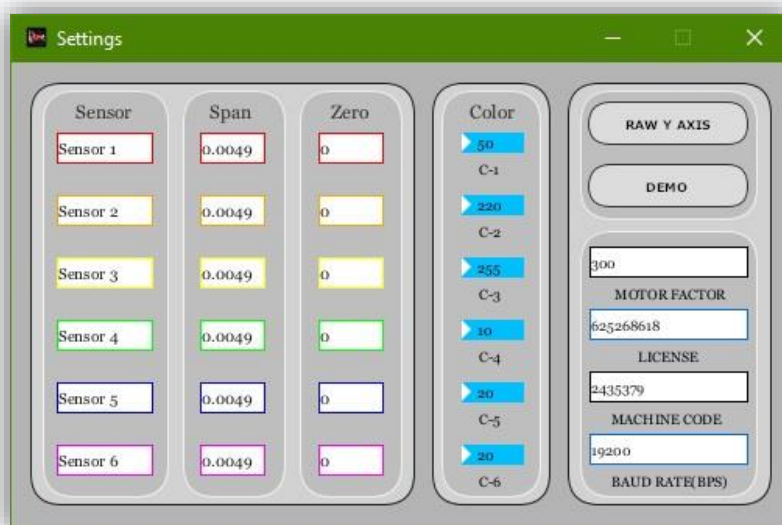 Settings
Sensor Span Zero Color
Sensor 1 0.0049 0 50
C-1
Sensor 2 0.0049 0 220
C-2
Sensor 3 0.0049 0 255
C-3
Sensor 4 0.0049 0 10
C-4
Sensor 5 0.0049 0 20
C-5
Sensor 6 0.0049 0 20
C-6
RAW Y AXIS
DEMO
300
MOTOR FACTOR
625268618
LICENSE
2435379
MACHINE CODE
19200
BAUD RATE(BPS)